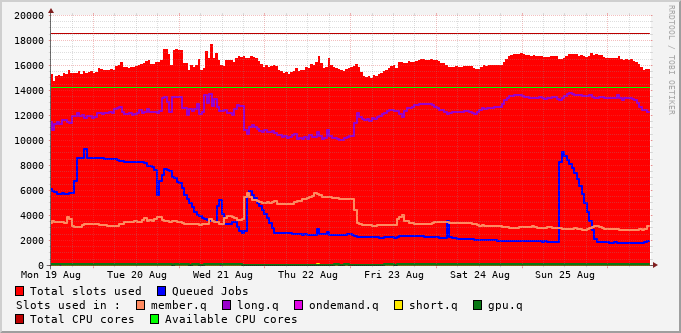 20000
18000
16000
14000
12000
10000
8000
6000
4000
2000
0
Mon 19 Aug Tue 20 Aug Wed 21 Aug Thu 22 Aug Fri 23 Aug Sat 24 Aug Sun 25 Aug
Total slots used Queued Jobs
Slots used in : member.q long.q ondemand.q short.q gpu.q
Total CPU cores Available CPU cores
RRDTOOL / TOBI OETIKER